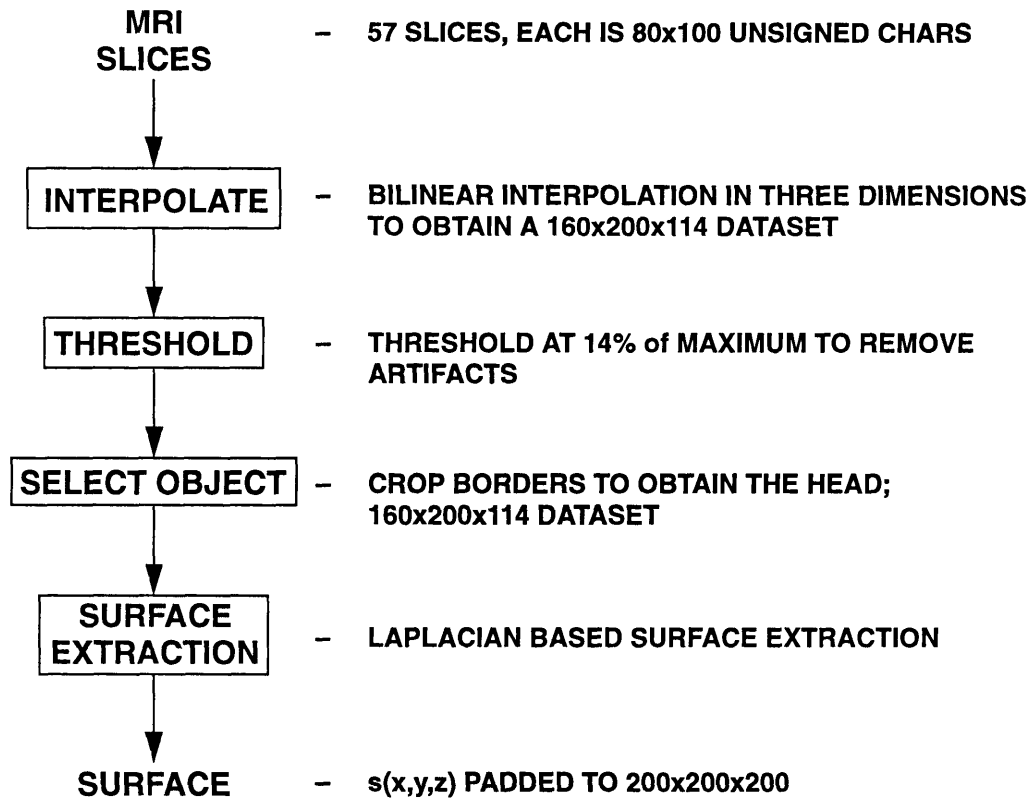 MRI
SLICES
– 57 SLICES, EACH IS 80x100 UNSIGNED CHARS
INTERPOLATE
– BILINEAR INTERPOLATION IN THREE DIMENSIONS
TO OBTAIN A 160x200x114 DATASET
THRESHOLD
– THRESHOLD AT 14% of MAXIMUM TO REMOVE
ARTIFACTS
SELECT OBJECT
– CROP BORDERS TO OBTAIN THE HEAD;
160x200x114 DATASET
SURFACE
EXTRACTION
– LAPLACIAN BASED SURFACE EXTRACTION
SURFACE
– s(x,y,z) PADDED TO 200x200x200